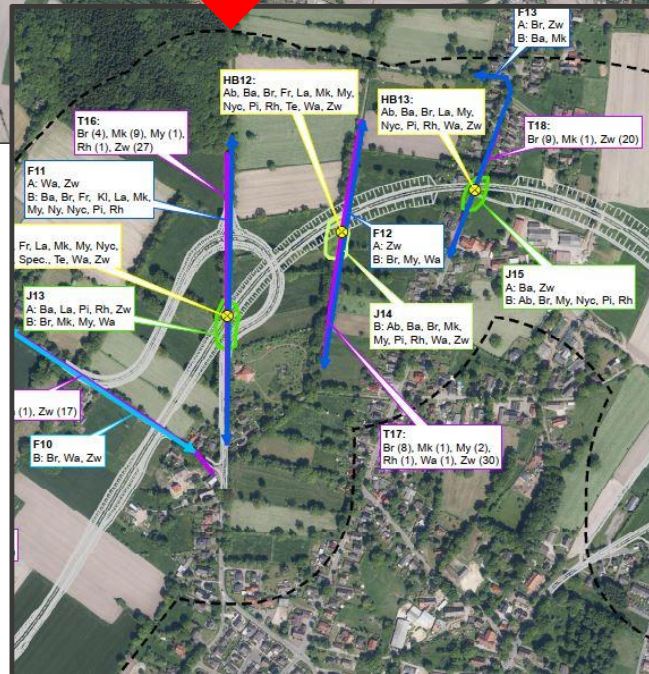 F13
A: Br, Zw
B: Ba, Mk
HB12:
Ab, Ba, Br, Fr, La, Mk, My,
Nyc, Pi, Rh, Te, Wa, Zw
HB13:
Ab, Ba, Br, La, My,
Nyc, Pi, Rh, Wa, Zw
T16:
Br (4), Mk (9), My (1),
Rh (1), Zw (27)
T18:
Br (9), Mk (1), Zw (20)
F11
A: Wa, Zw
B: Ba, Br, Fr, Kl, La, Mk,
My, Ny, Nyc, Pi, Rh
F12
A: Zw
B: Br, My, Wa
Fr, La, Mk, My, Nyc,
Spec., Te, Wa, Zw
J15
A: Ba, Zw
B: Ab, Br, My, Nyc, Pi, Rh
J13
A: Ba, La, Pi, Rh, Zw
B: Br, Mk, My, Wa
J14
B: Ab, Ba, Br, Mk,
My, Pi, Rh, Wa, Zw
(1), Zw (17)
F10
B: Br, Wa, Zw
T17:
Br (8), Mk (1), My (2),
Rh (1), Wa (1), Zw (30)